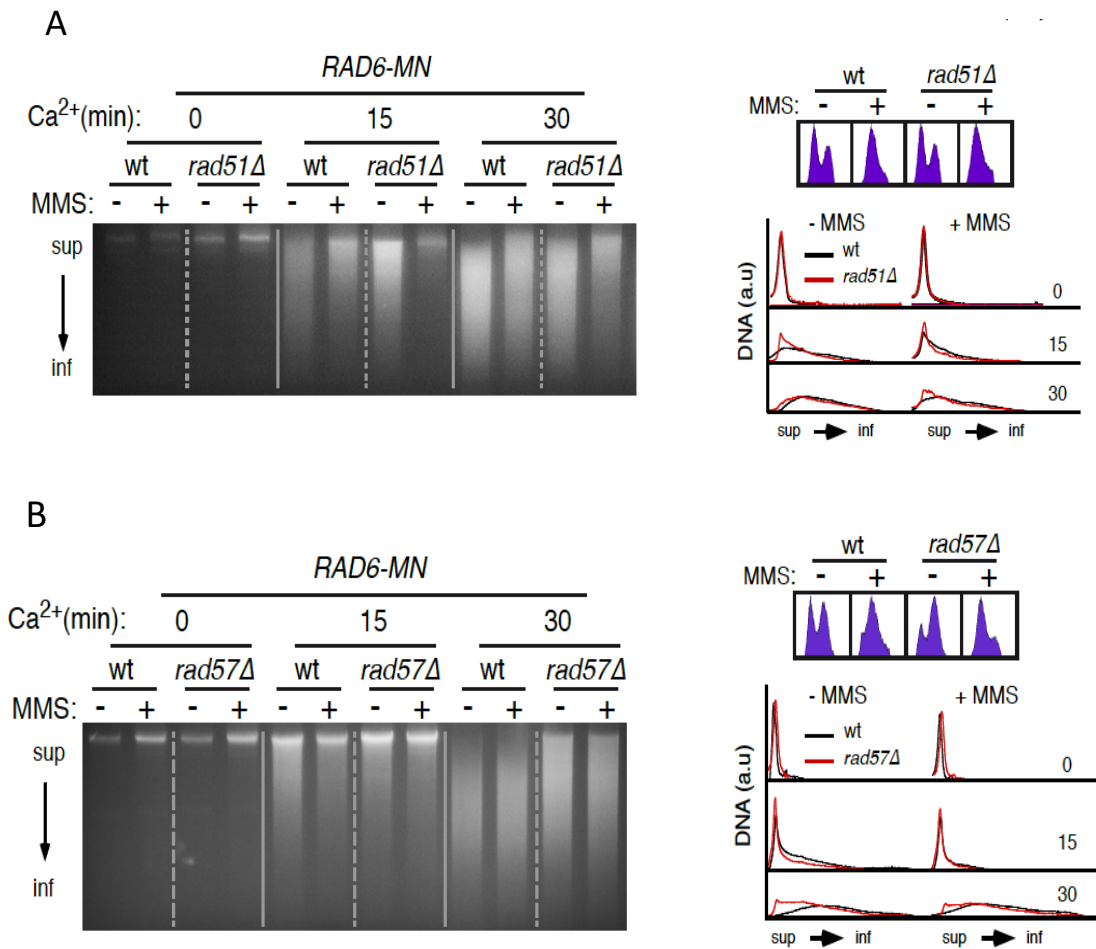 A
RAD6-MN
Ca2+(min): 0 15 30
wt rad51Δ wt rad51Δ wt rad51Δ
MMS: - + - + - + - + - + - +
sup
inf
wt rad51Δ
MMS: - + - +
- MMS + MMS
wt
rad51Δ
DNA (a.u)
0
15
30
sup inf sup inf
B
RAD6-MN
Ca2+(min): 0 15 30
wt rad57Δ wt rad57Δ wt rad57Δ
MMS: - + - + - + - + - + - +
sup
inf
wt rad57Δ
MMS: - + - +
- MMS + MMS
wt
rad57Δ
DNA (a.u)
0
15
30
sup inf sup inf